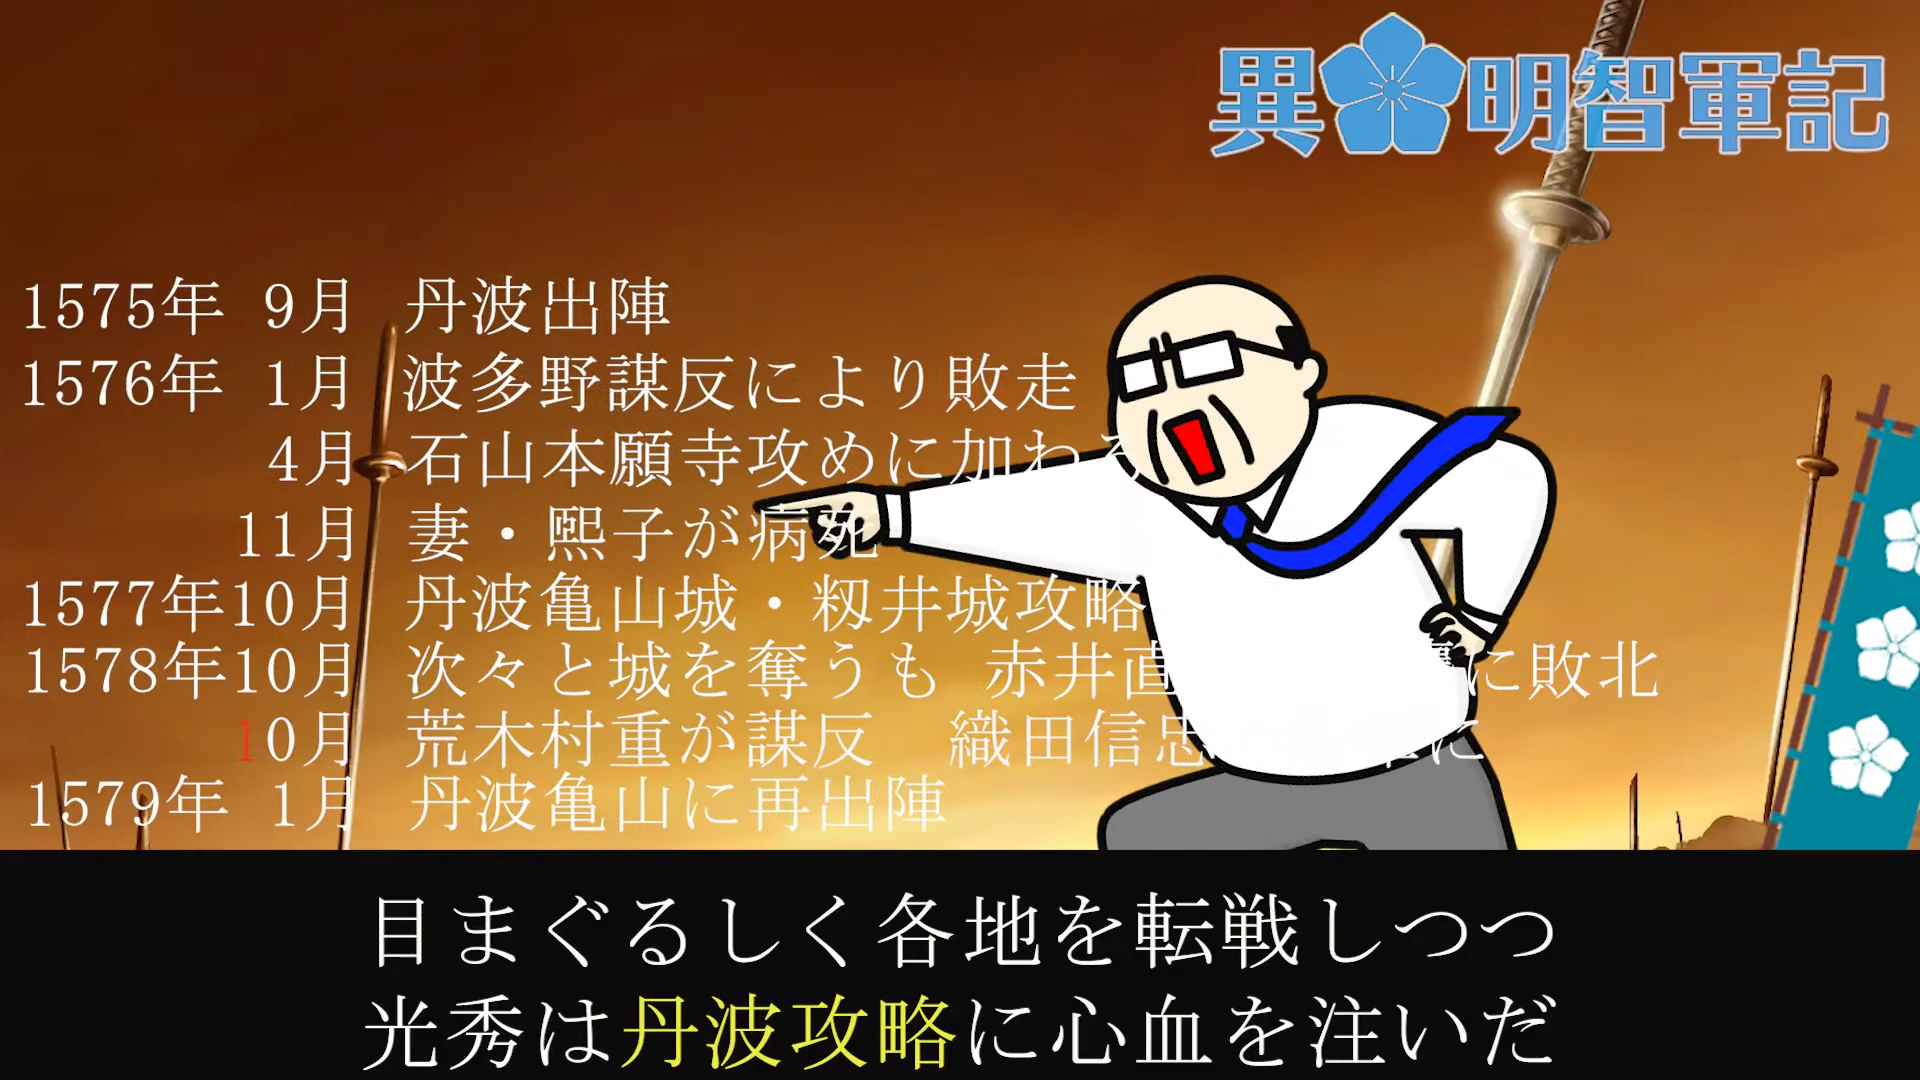 異明智軍記
1575年 9月 丹波出陣
1576年 1月 波多野謀反により敗走
4月 石山本願寺攻めに加わる
11月 妻・熙子が病死
1577年10月 丹波亀山城・籾井城攻略
1578年10月 次々と城を奪うも 赤井直 に敗北
10月 荒木村重が謀反 織田信忠 に
1579年 1月 丹波亀山に再出陣
目まぐるしく各地を転戦しつつ
光秀は丹波攻略に心血を注いだ